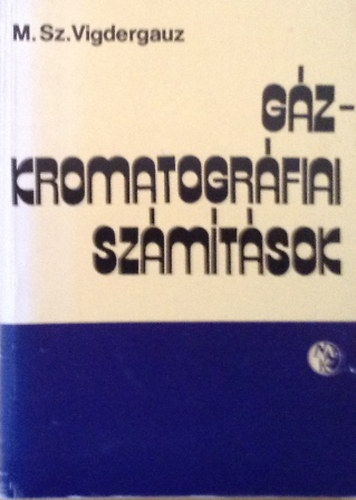 M. Sz. Vigdergauz
GÁZ-
KROMATOGRÁFIAI
SZÁMÍTÁSOK